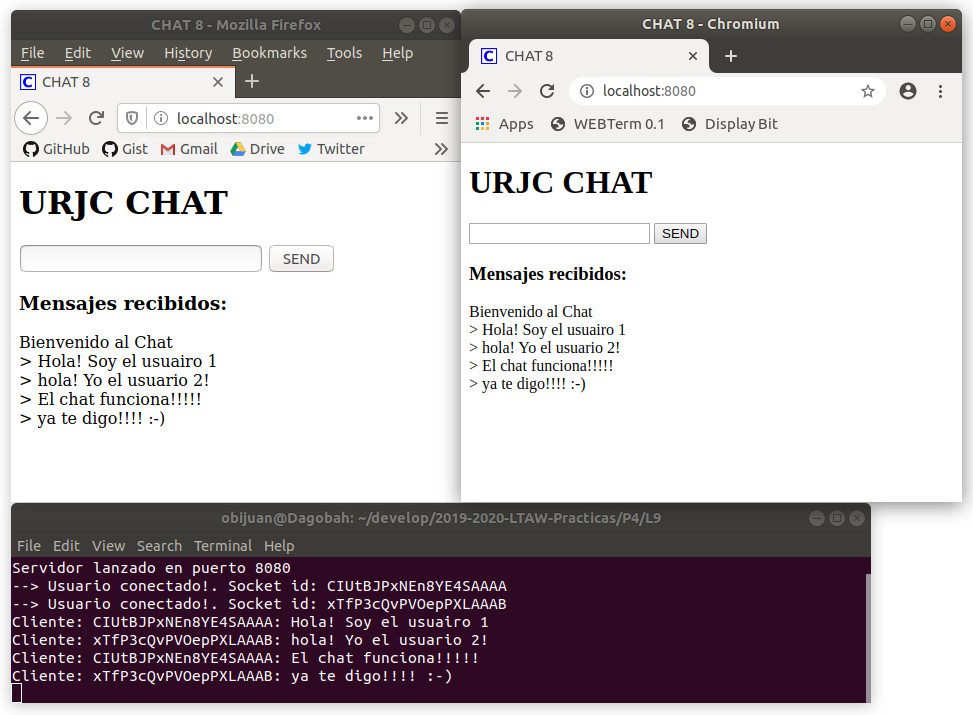 CHAT 8 - Mozilla Firefox
File Edit View History Bookmarks Tools Help
C CHAT 8
localhost:8080
GitHub Gist Gmail Drive Twitter
URJC CHAT
SEND
Mensajes recibidos:
Bienvenido al Chat
> Hola! Soy el usuairo 1
> hola! Yo el usuario 2!
> El chat funciona!!!!!
> ya te digo!!!! :-)
CHAT 8 - Chromium
C CHAT 8
localhost:8080
Apps WEBTerm 0.1 Display Bit
URJC CHAT
SEND
Mensajes recibidos:
Bienvenido al Chat
> Hola! Soy el usuairo 1
> hola! Yo el usuario 2!
> El chat funciona!!!!!
> ya te digo!!!! :-)
obijuan@Dagobah: ~/develop/2019-2020-LTAW-Practicas/P4/L9
File Edit View Search Terminal Help
Servidor lanzado en puerto 8080
--> Usuario conectado!. Socket id: CIUtBJPxNEn8YE4SAAAA
--> Usuario conectado!. Socket id: xTfP3cQvPVOepPXLAAAB
Cliente: CIUtBJPxNEn8YE4SAAAA: Hola! Soy el usuairo 1
Cliente: xTfP3cQvPVOepPXLAAAB: hola! Yo el usuario 2!
Cliente: CIUtBJPxNEn8YE4SAAAA: El chat funciona!!!!!
Cliente: xTfP3cQvPVOepPXLAAAB: ya te digo!!!! :-)